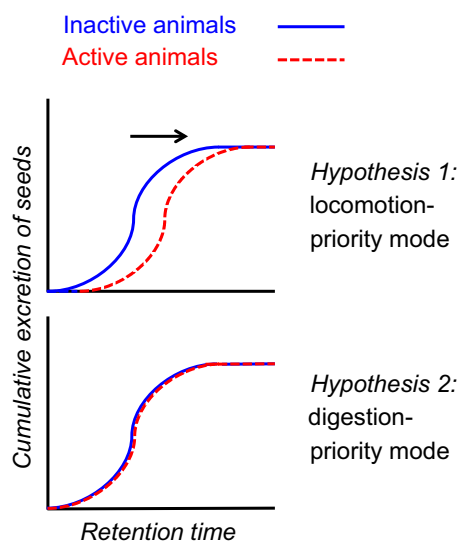 Inactive animals
Active animals
Cumulative excretion of seeds
Hypothesis 1:
locomotion-
priority mode
Hypothesis 2:
digestion-
priority mode
Retention time